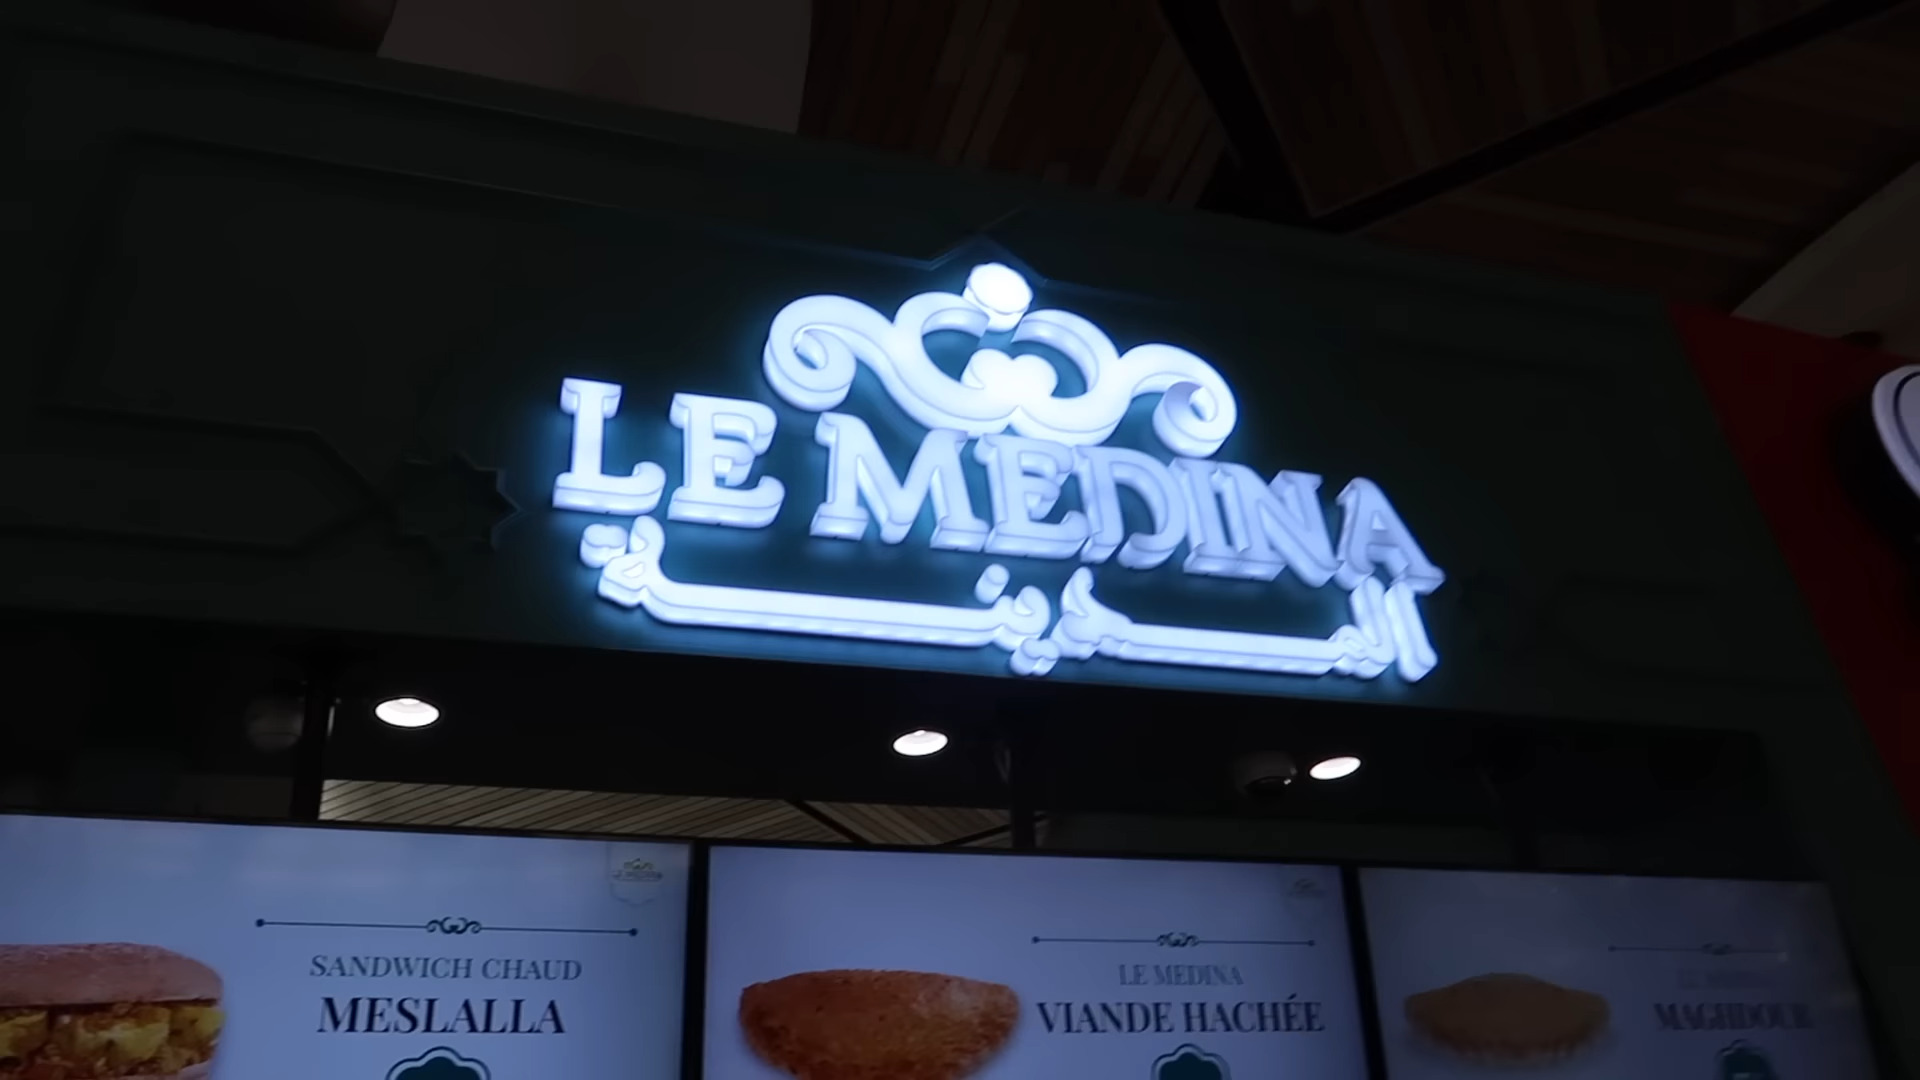 LE MEDINA
المدينة
SANDWICH CHAUD
MESLALLA
LE MEDINA
VIANDE HACHÉE
MAGHDOUR